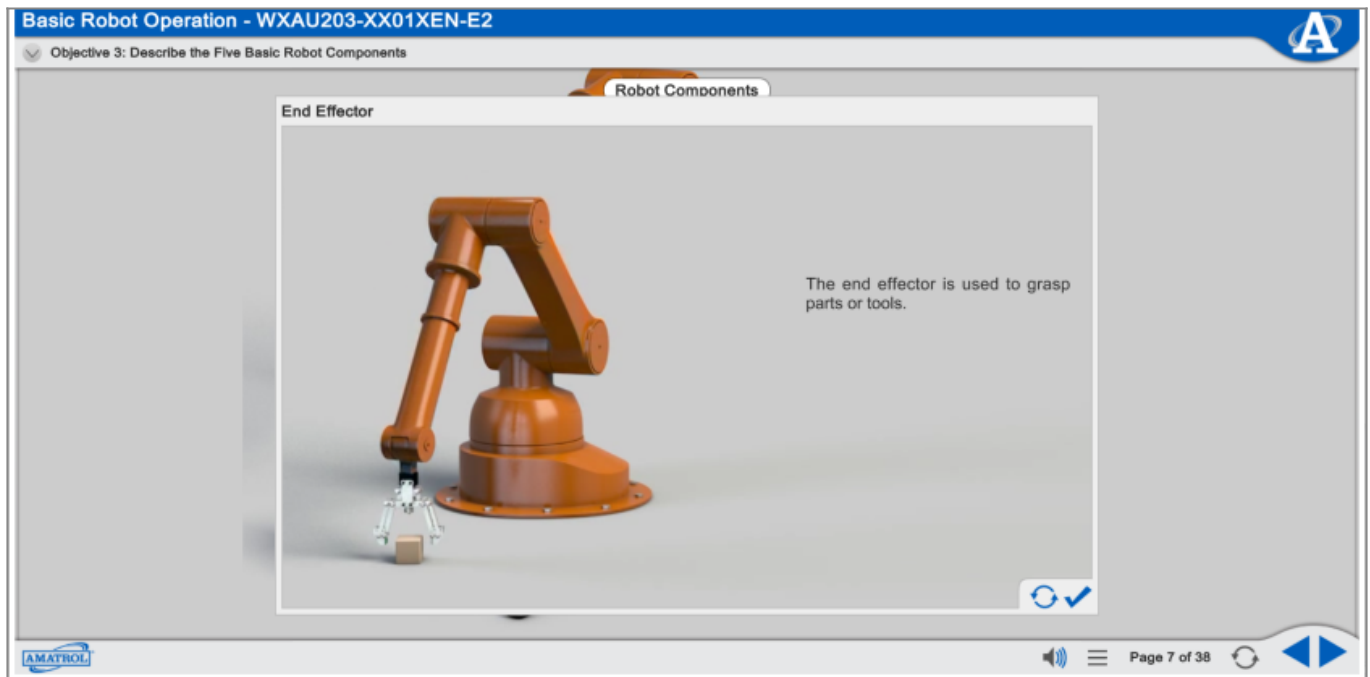 Basic Robot Operation - WXAU203-XX01XEN-E2
Objective 3: Describe the Five Basic Robot Components
Robot Components
End Effector
The end effector is used to grasp
parts or tools.
AMATROL
Page 7 of 38